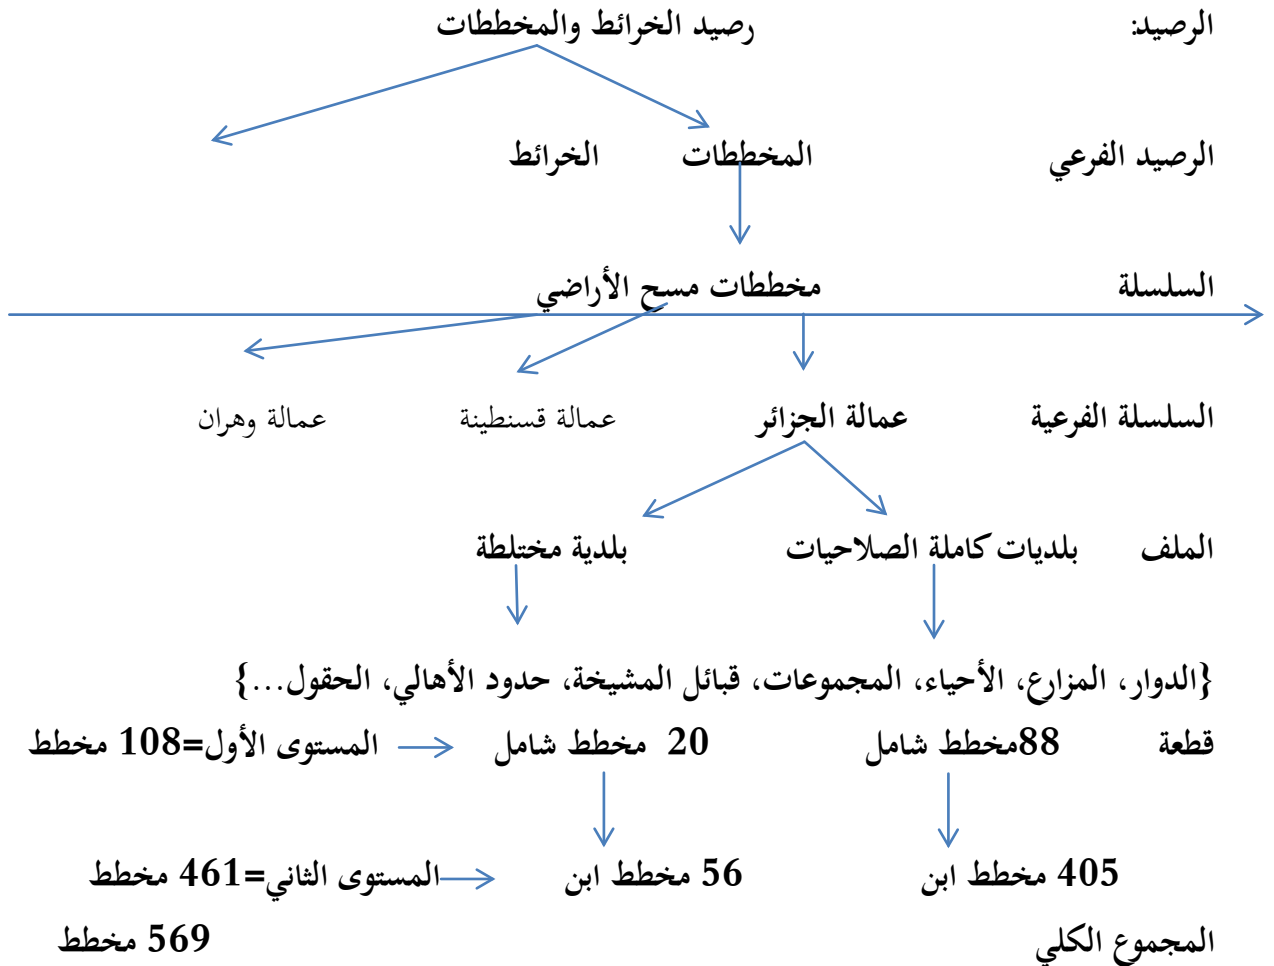 الرصيد: رصيد الخرائط والمخططات
الرصيد الفرعي المخططات الخرائط
السلسلة مخططات مسح الأراضي
السلسلة الفرعية عمالة الجزائر عمالة قسنطينة عمالة وهران
الملف بلديات كاملة الصلاحيات بلدية مختلطة
{الدوار، المزارع، الأحياء، المجموعات، قبائل المشيخة، حدود الأهالي، الحقول...}
قطعة 88مخطط شامل 20 مخطط شامل المستوى الأول=108 مخطط
405 مخطط ابن 56 مخطط ابن المستوى الثاني=461 مخطط
المجموع الكلي 569 مخطط